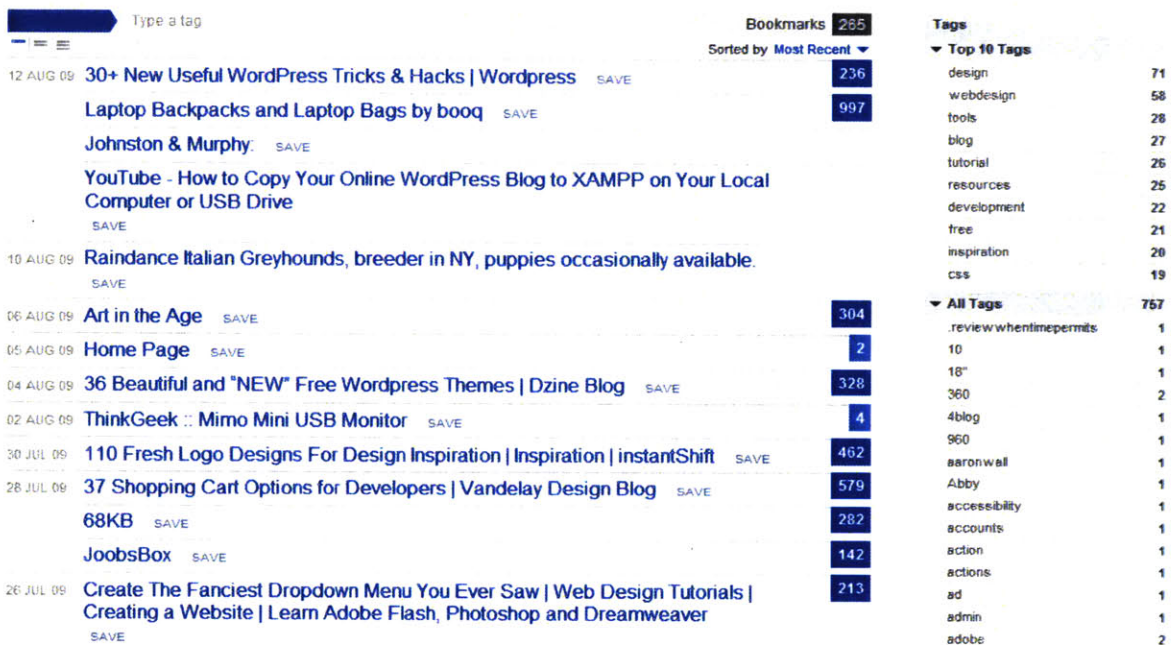 Type a tag
Bookmarks 265
Sorted by Most Recent
12 AUG 09 30+ New Useful WordPress Tricks & Hacks | Wordpress SAVE 236
Laptop Backpacks and Laptop Bags by booq SAVE 997
Johnston & Murphy: SAVE
YouTube - How to Copy Your Online WordPress Blog to XAMPP on Your Local
Computer or USB Drive
SAVE
10 AUG 09 Raindance Italian Greyhounds, breeder in NY, puppies occasionally available.
SAVE
06 AUG 09 Art in the Age SAVE 304
05 AUG 09 Home Page SAVE 2
04 AUG 09 36 Beautiful and "NEW" Free Wordpress Themes | Dzine Blog SAVE 328
02 AUG 09 ThinkGeek :: Mimo Mini USB Monitor SAVE 4
30 JUL 09 110 Fresh Logo Designs For Design Inspiration | Inspiration | instantShift SAVE 462
28 JUL 09 37 Shopping Cart Options for Developers | Vandelay Design Blog SAVE 579
68KB SAVE 282
JoobsBox SAVE 142
26 JUL 09 Create The Fanciest Dropdown Menu You Ever Saw | Web Design Tutorials | 213
Creating a Website | Learn Adobe Flash, Photoshop and Dreamweaver
SAVE
Tags
Top 10 Tags
design 71
webdesign 58
tools 28
blog 27
tutorial 26
resources 25
development 22
free 21
inspiration 20
css 19
All Tags 757
.reviewwhentimepermits 1
10 1
18" 1
360 2
4blog 1
960 1
aaronwall 1
Abby 1
accessibility 1
accounts 1
action 1
actions 1
ad 1
admin 1
adobe 2